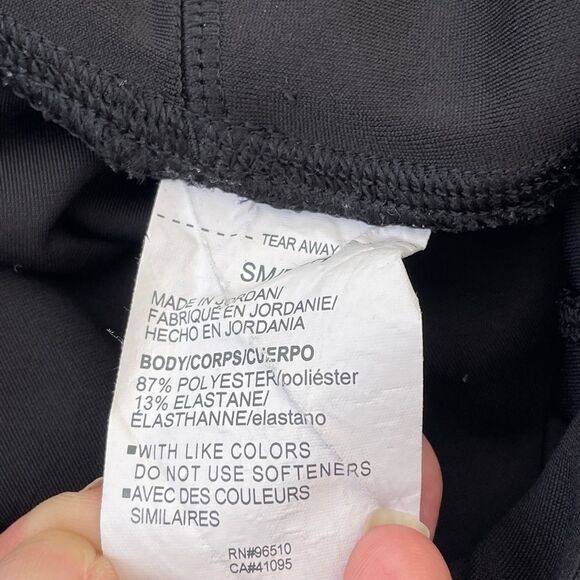 TEAR AWAY
SM/
MADE IN JORDAN/
FABRIQUÉ EN JORDANIE/
HECHO EN JORDANIA
BODY/CORPS/CUERPO
87% POLYESTER/poliéster
13% ELASTANE/
ÉLASTHANNE/elastano
▪WITH LIKE COLORS
DO NOT USE SOFTENERS
▪AVEC DES COULEURS
SIMILAIRES
RN#96510
CA#41095